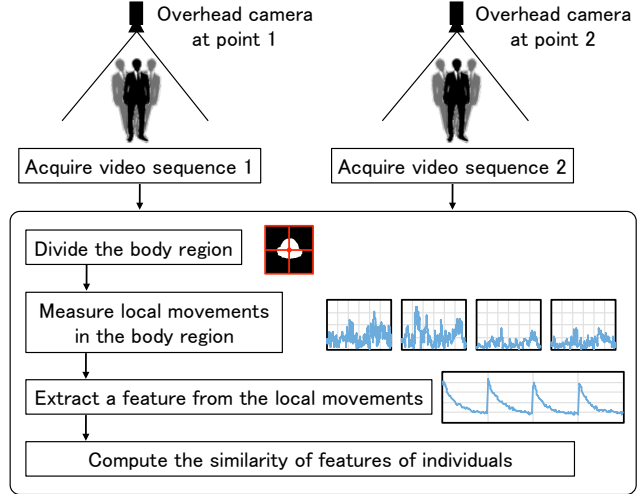 Overhead camera
at point 1
Overhead camera
at point 2
Acquire video sequence 1
Acquire video sequence 2
Divide the body region
Measure local movements
in the body region
Extract a feature from the local movements
Compute the similarity of features of individuals